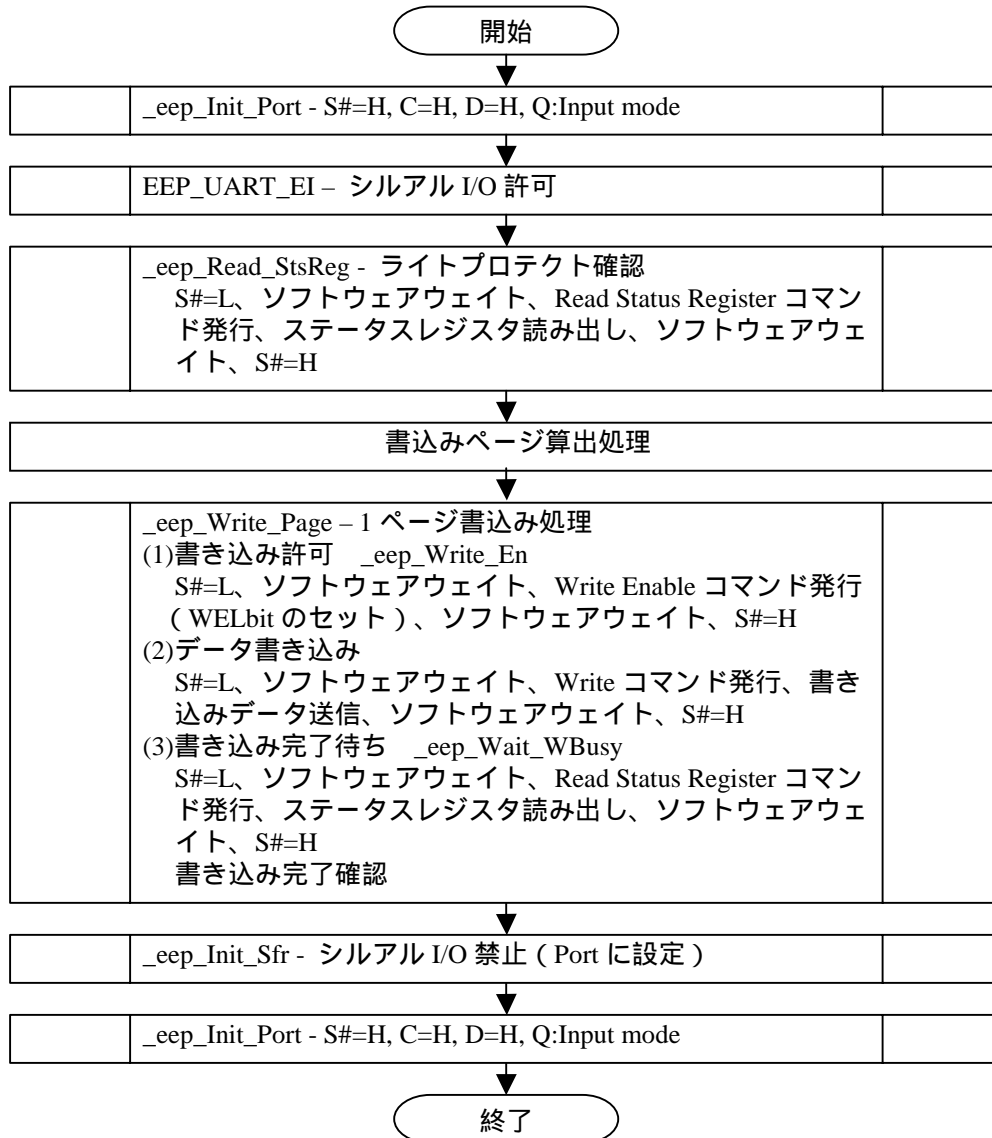 開始
_eep_Init_Port - S#=H, C=H, D=H, Q:Input mode
EEP_UART_EI – シルアル I/O 許可
_eep_Read_StsReg - ライトプロテクト確認
S#=L、ソフトウェアウェイト、Read Status Register コマン
ド発行、ステータスレジスタ読み出し、ソフトウェアウェ
イト、S#=H
書込みページ算出処理
_eep_Write_Page – 1 ページ書込み処理
(1)書き込み許可 _eep_Write_En
S#=L、ソフトウェアウェイト、Write Enable コマンド発行
（WELbit のセット）、ソフトウェアウェイト、S#=H
(2)データ書き込み
S#=L、ソフトウェアウェイト、Write コマンド発行、書き
込みデータ送信、ソフトウェアウェイト、S#=H
(3)書き込み完了待ち _eep_Wait_WBusy
S#=L、ソフトウェアウェイト、Read Status Register コマン
ド発行、ステータスレジスタ読み出し、ソフトウェアウェ
イト、S#=H
書き込み完了確認
_eep_Init_Sfr - シルアル I/O 禁止（Port に設定）
_eep_Init_Port - S#=H, C=H, D=H, Q:Input mode
終了